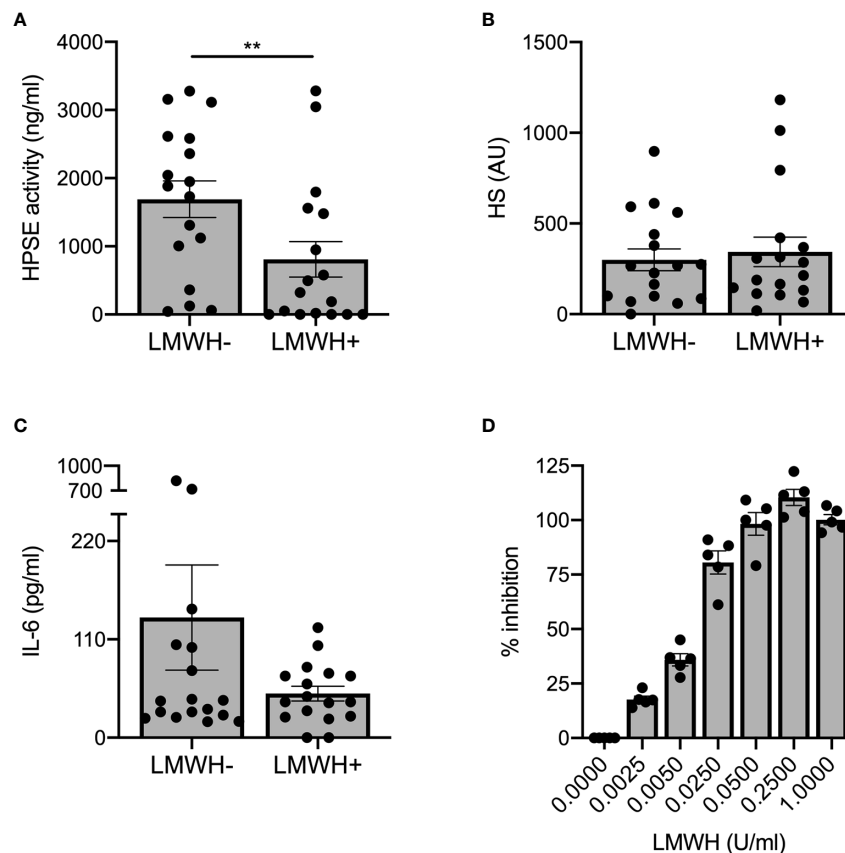 A
HPSE activity (ng/ml)
4000
3000
2000
1000
0
**
LMWH-
LMWH+
B
HS (AU)
1500
1000
500
0
LMWH-
LMWH+
C
IL-6 (pg/ml)
1000
700
220
110
0
LMWH-
LMWH+
D
% inhibition
125
100
75
50
25
0
0.0000
0.0025
0.0050
0.0250
0.0500
0.2500
1.0000
LMWH (U/ml)